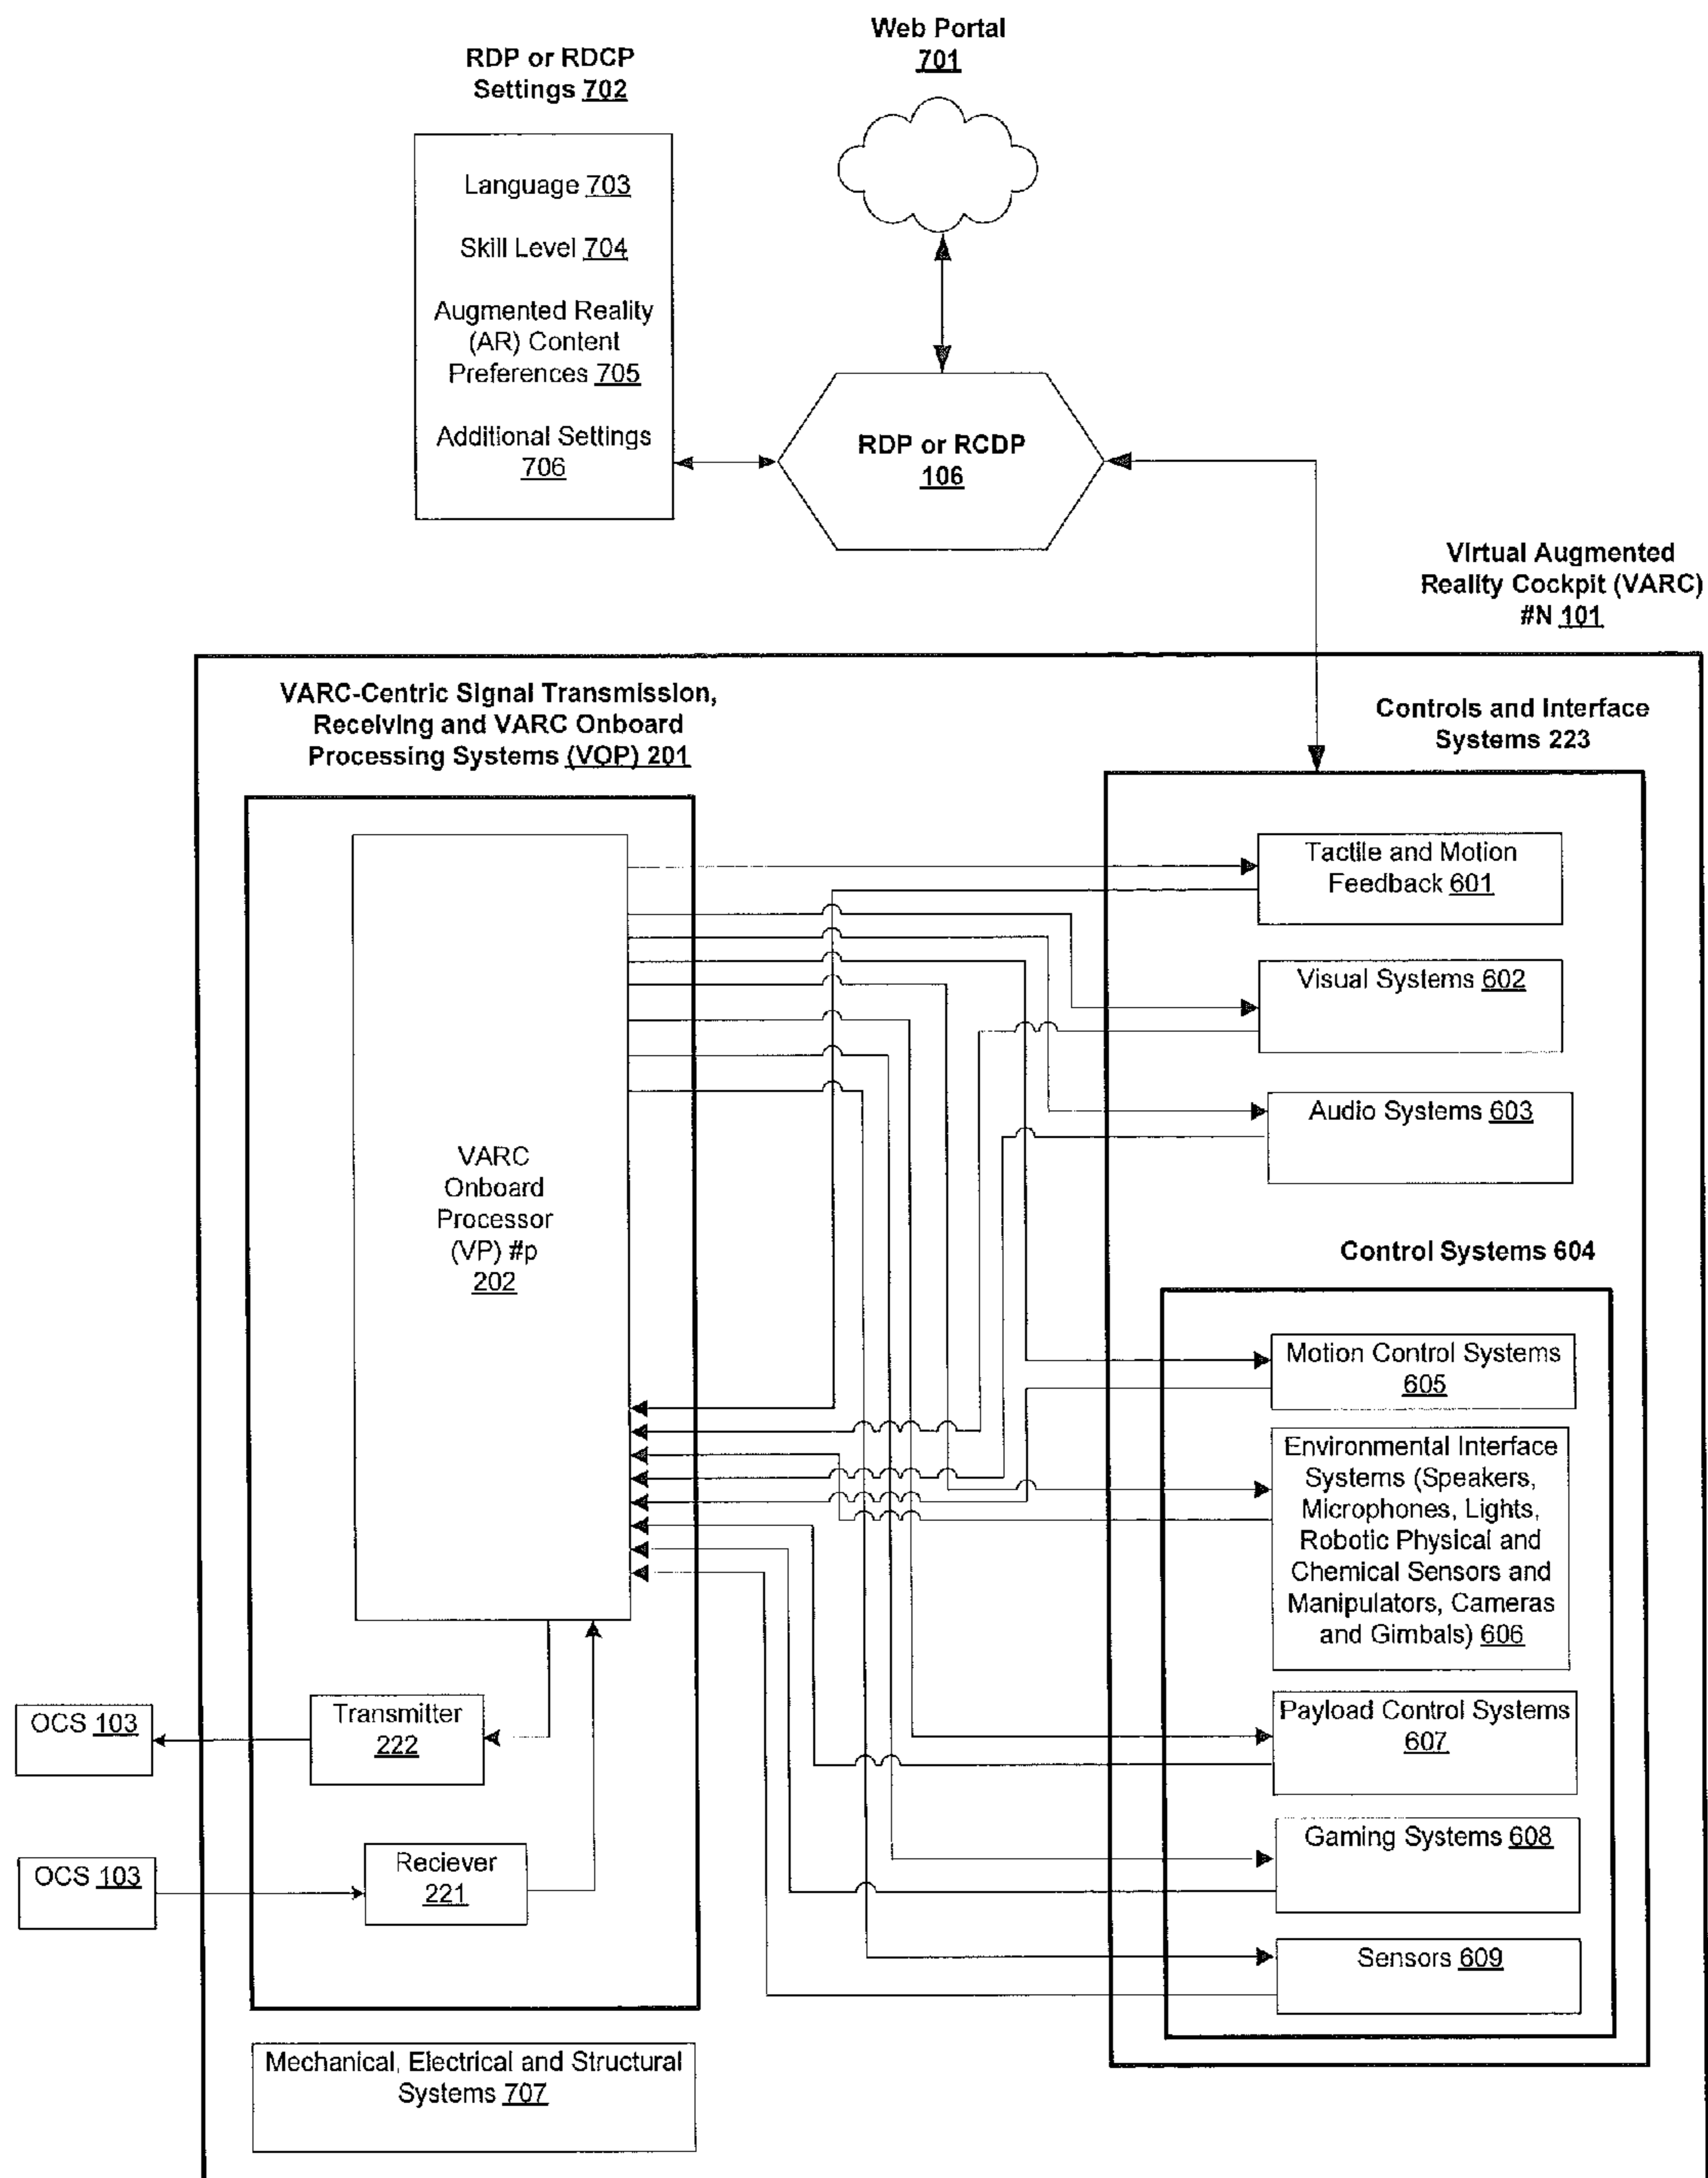 Web Portal
701
RDP or RDCP
Settings 702
Language 703
Skill Level 704
Augmented Reality
(AR) Content
Preferences 705
Additional Settings
706
RDP or RCDP
106
Virtual Augmented
Reality Cockpit (VARC)
#N 101
VARC-Centric Signal Transmission,
Receiving and VARC Onboard
Processing Systems (VOP) 201
Controls and Interface
Systems 223
Tactile and Motion
Feedback 601
Visual Systems 602
Audio Systems 603
VARC
Onboard
Processor
(VP) #p
202
Control Systems 604
Motion Control Systems
605
Environmental Interface
Systems (Speakers,
Microphones, Lights,
Robotic Physical and
Chemical Sensors and
Manipulators, Cameras
and Gimbals) 606
OCS 103
Transmitter
222
Payload Control Systems
607
Gaming Systems 608
OCS 103
Reciever
221
Sensors 609
Mechanical, Electrical and Structural
Systems 707